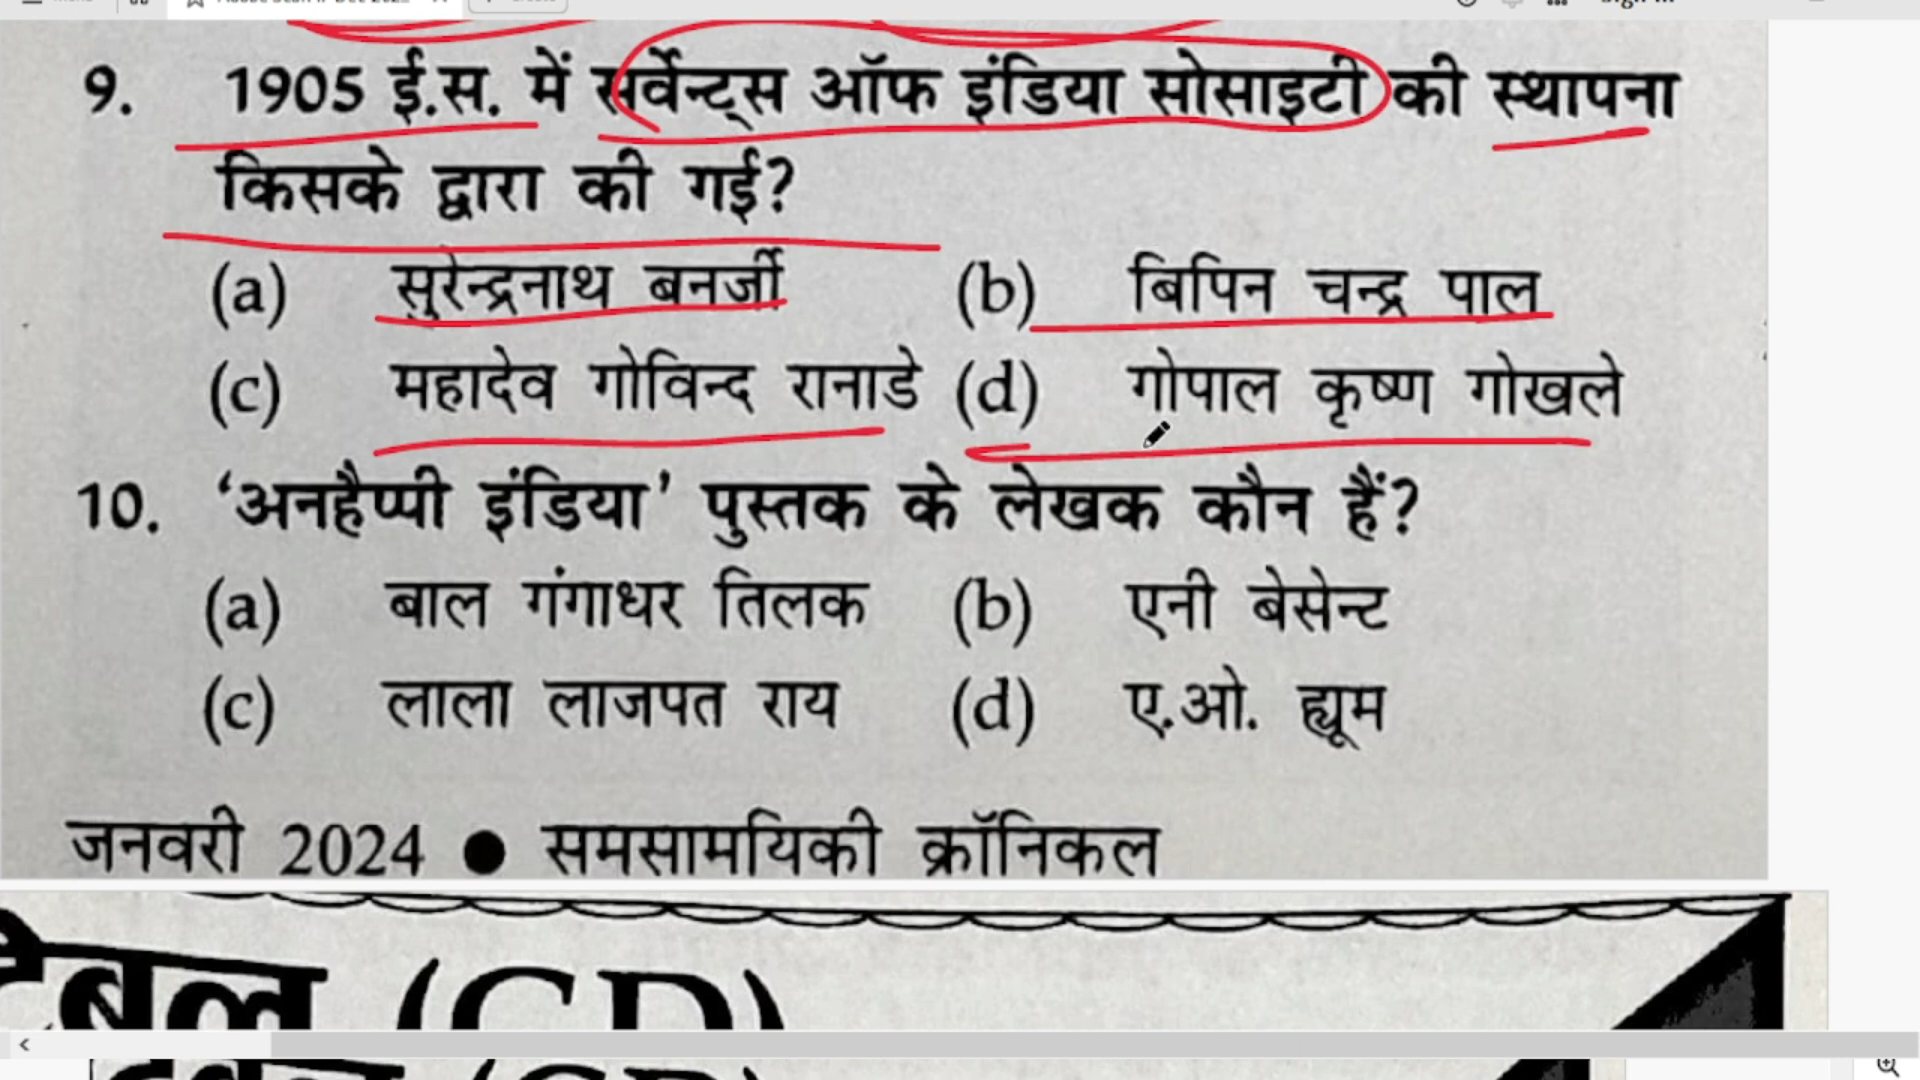 9. 1905 ई.स. में सर्वेन्ट्स ऑफ इंडिया सोसाइटी की स्थापना
किसके द्वारा की गई?
(a) सुरेन्द्रनाथ बनर्जी (b) बिपिन चन्द्र पाल
(c) महादेव गोविन्द रानाडे (d) गोपाल कृष्ण गोखले
10. ‘अनहैप्पी इंडिया’ पुस्तक के लेखक कौन हैं?
(a) बाल गंगाधर तिलक (b) एनी बेसेन्ट
(c) लाला लाजपत राय (d) ए.ओ. ह्यूम
जनवरी 2024 ● समसामयिकी क्रॉनिकल